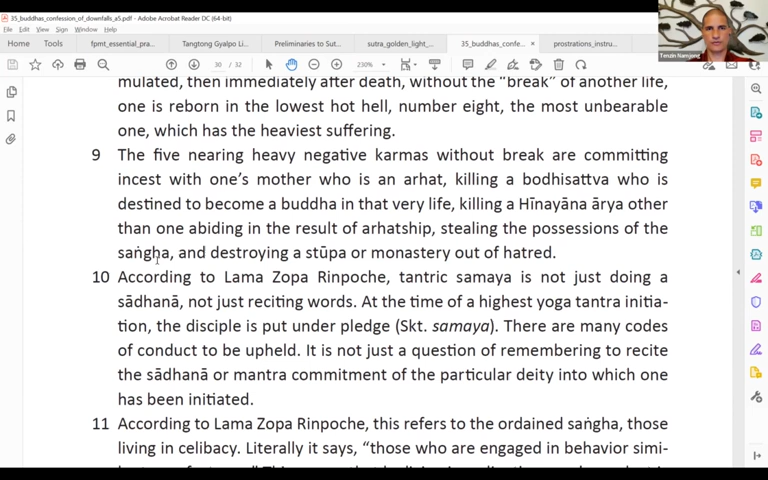 35_buddhas_confession_of_downfalls_a5.pdf - Adobe Acrobat Reader DC (64-bit)
File Edit View Sign Window Help
Home Tools fpmt_essential_pra... Tangtong Gyalpo Li... Preliminaries to Sut... sutra_golden_light_... 35_buddhas_confe... × prostrations_instru...
30 / 32 230%
Tenzin Namjong
mulated, then immediately after death, without the “break” of another life,
one is reborn in the lowest hot hell, number eight, the most unbearable
one, which has the heaviest suffering.
9 The five nearing heavy negative karmas without break are committing
incest with one’s mother who is an arhat, killing a bodhisattva who is
destined to become a buddha in that very life, killing a Hīnayāna ārya other
than one abiding in the result of arhatship, stealing the possessions of the
saṅgha, and destroying a stūpa or monastery out of hatred.
10 According to Lama Zopa Rinpoche, tantric samaya is not just doing a
sādhanā, not just reciting words. At the time of a highest yoga tantra initia-
tion, the disciple is put under pledge (Skt. samaya). There are many codes
of conduct to be upheld. It is not just a question of remembering to recite
the sādhanā or mantra commitment of the particular deity into which one
has been initiated.
11 According to Lama Zopa Rinpoche, this refers to the ordained saṅgha, those
living in celibacy. Literally it says, “those who are engaged in behavior simi-